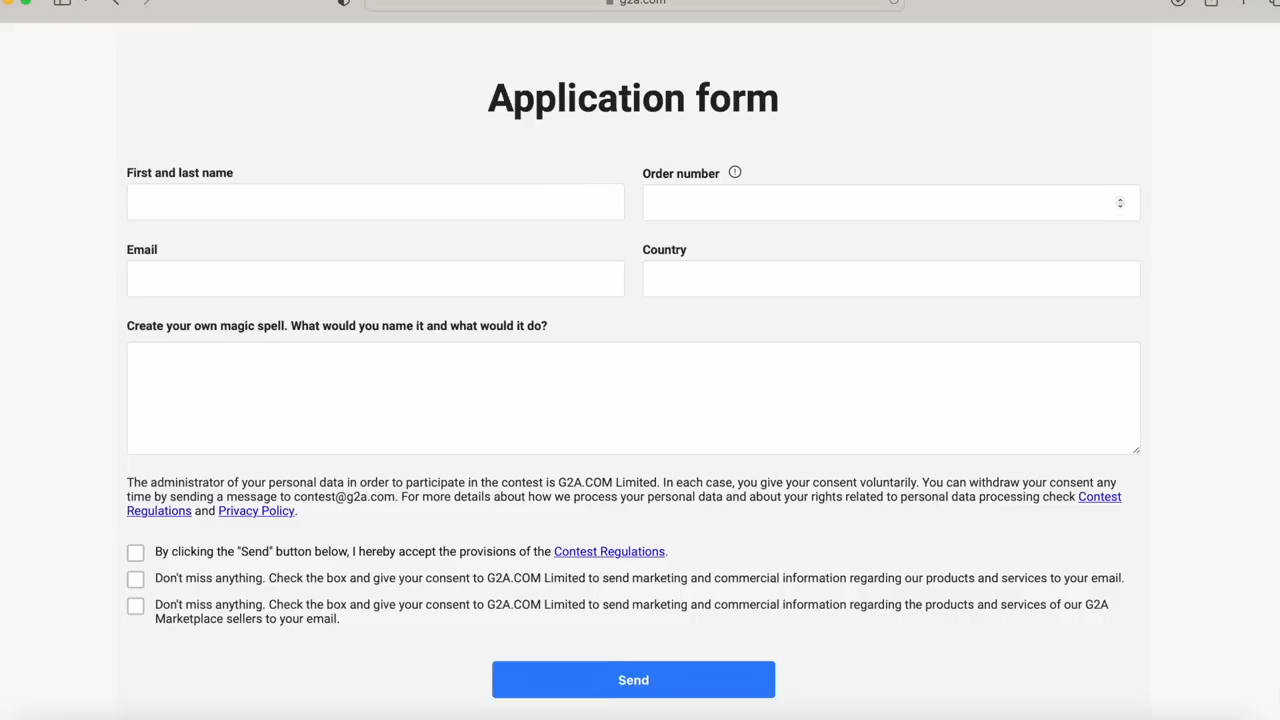 g2a.com
Application form
First and last name
Order number
Email
Country
Create your own magic spell. What would you name it and what would it do?
The administrator of your personal data in order to participate in the contest is G2A.COM Limited. In each case, you give your consent voluntarily. You can withdraw your consent any
time by sending a message to contest@g2a.com. For more details about how we process your personal data and about your rights related to personal data processing check Contest
Regulations and Privacy Policy.
By clicking the "Send" button below, I hereby accept the provisions of the Contest Regulations.
Don't miss anything. Check the box and give your consent to G2A.COM Limited to send marketing and commercial information regarding our products and services to your email.
Don't miss anything. Check the box and give your consent to G2A.COM Limited to send marketing and commercial information regarding the products and services of our G2A
Marketplace sellers to your email.
Send